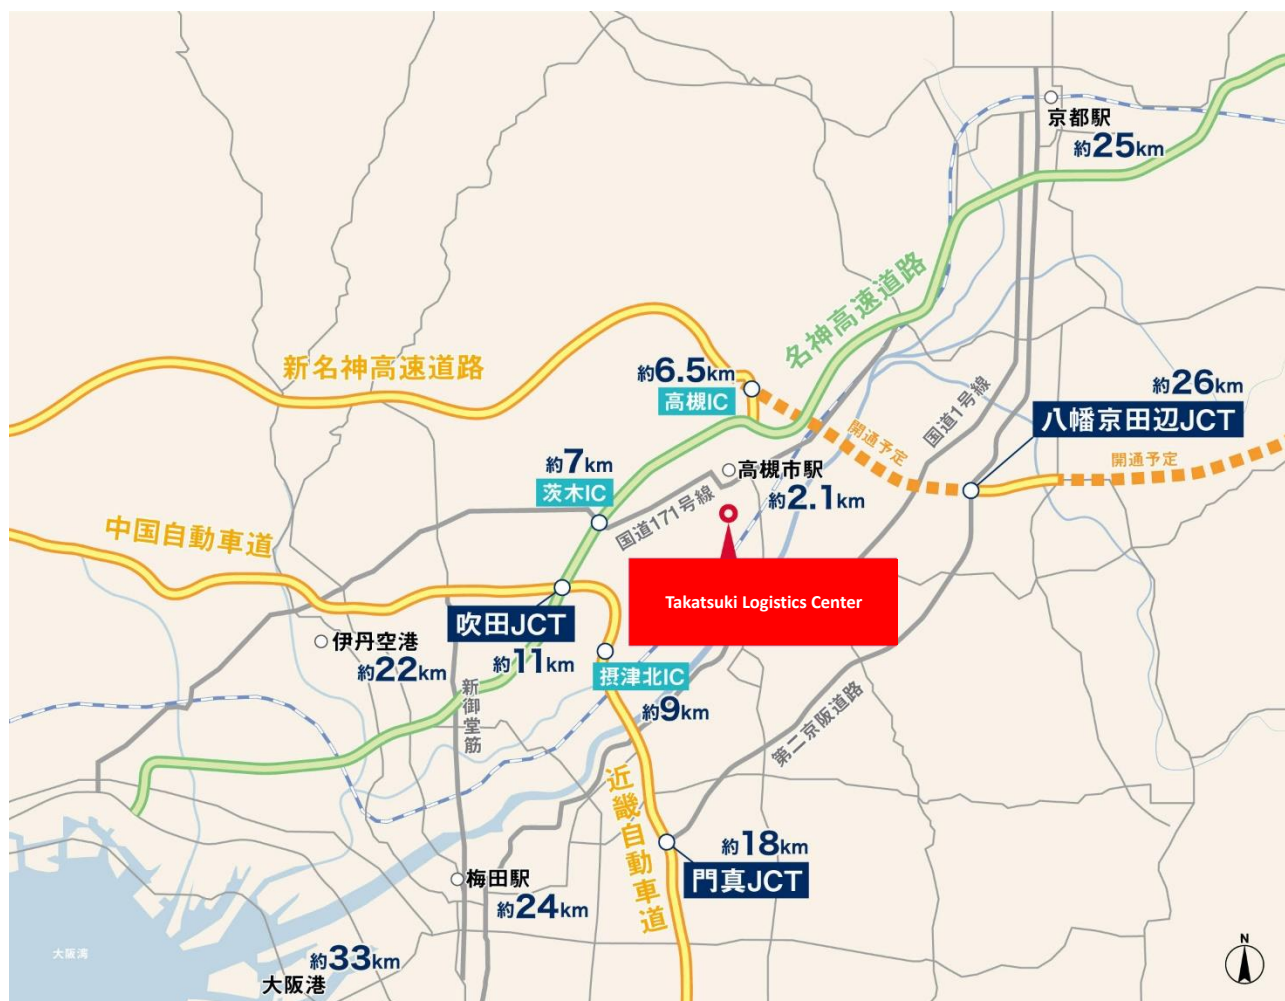 京都駅
約25km
名神高速道路
新名神高速道路
約6.5km
高槻IC
国道1号線
約26km
八幡京田辺JCT
開通予定
開通予定
約7km
茨木IC
高槻市駅
約2.1km
国道171号線
中国自動車道
Takatsuki Logistics Center
吹田JCT
約11km
伊丹空港
約22km
摂津北IC
約9km
新御堂筋
第二京阪道路
近畿自動車道
約18km
門真JCT
梅田駅
約24km
大阪湾
約33km
大阪港
N